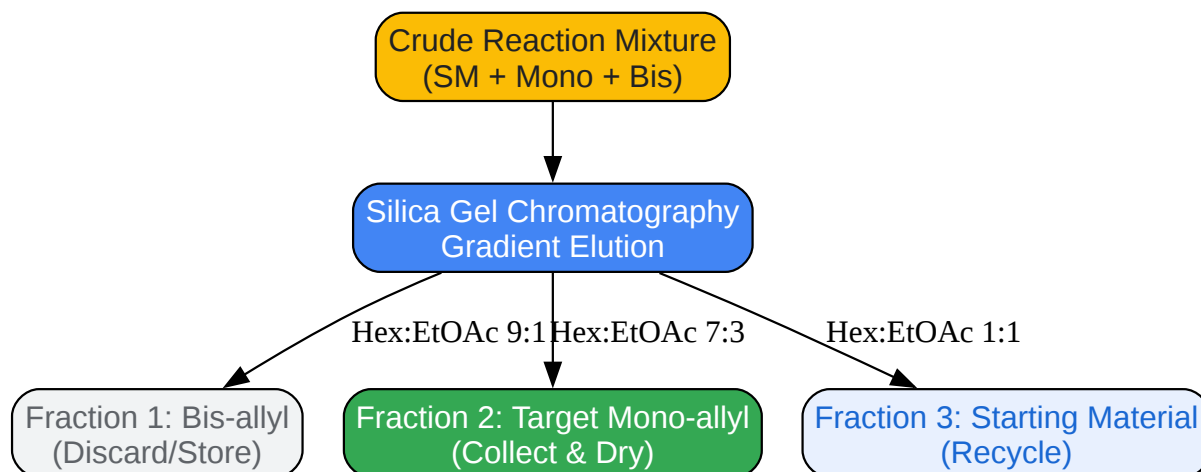 Crude Reaction Mixture
(SM + Mono + Bis)
Silica Gel Chromatography
Gradient Elution
Hex:EtOAc 9:1
Hex:EtOAc 7:3
Hex:EtOAc 1:1
Fraction 1: Bis-allyl
(Discard/Store)
Fraction 2: Target Mono-allyl
(Collect & Dry)
Fraction 3: Starting Material
(Recycle)